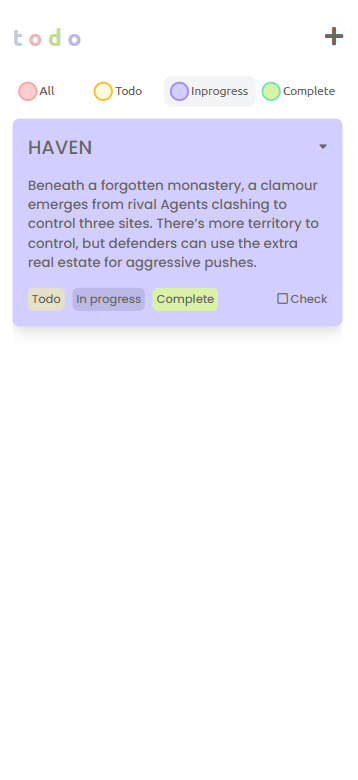 todo
All Todo Inprogress Complete
HAVEN
Beneath a forgotten monastery, a clamour
emerges from rival Agents clashing to
control three sites. There's more territory to
control, but defenders can use the extra
real estate for aggressive pushes.
Todo In progress Complete Check